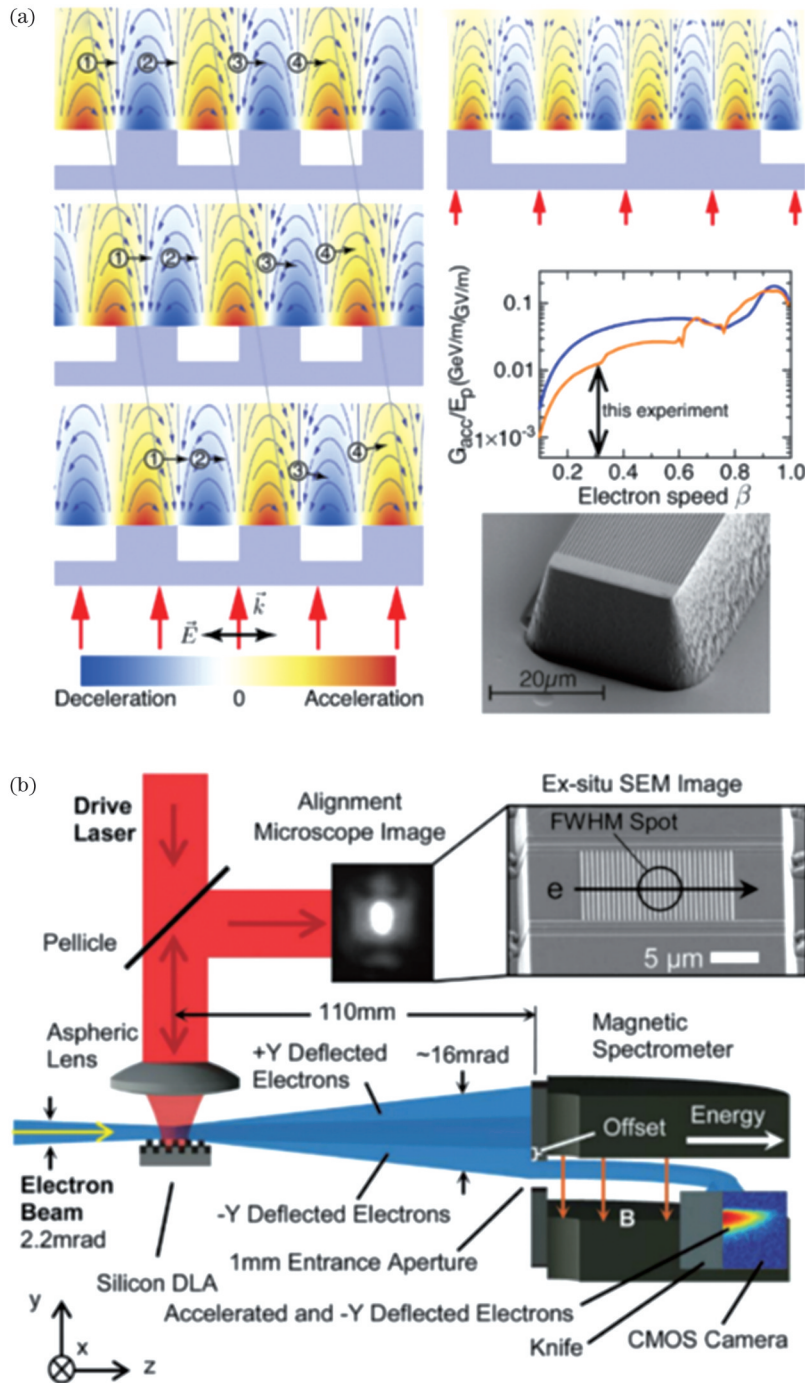 (a)
① ② ③ ④
① ② ③ ④
① ② ③ ④
E k
Deceleration 0 Acceleration
G_acc/E_p (GeV/m/GV/m)
0.1
0.01
1×10⁻³
this experiment
0.2 0.4 0.6 0.8 1.0
Electron speed β
20µm
(b)
Drive
Laser
Pellicle
Aspheric
Lens
Alignment
Microscope Image
Ex-situ SEM Image
FWHM Spot
e
5 µm
110mm
+Y Deflected
Electrons
~16mrad
Magnetic
Spectrometer
Energy
Offset
B
Electron
Beam
2.2mrad
-Y Deflected Electrons
1mm Entrance Aperture
Silicon DLA
Accelerated and -Y Deflected Electrons
Knife
CMOS Camera
y
x
z